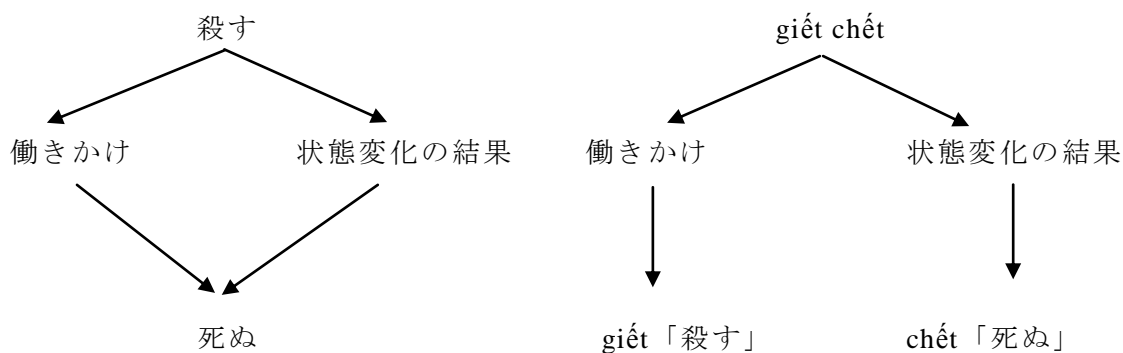 殺す giết chết
働きかけ 状態変化の結果 働きかけ 状態変化の結果
死ぬ giết「殺す」 chết「死ぬ」